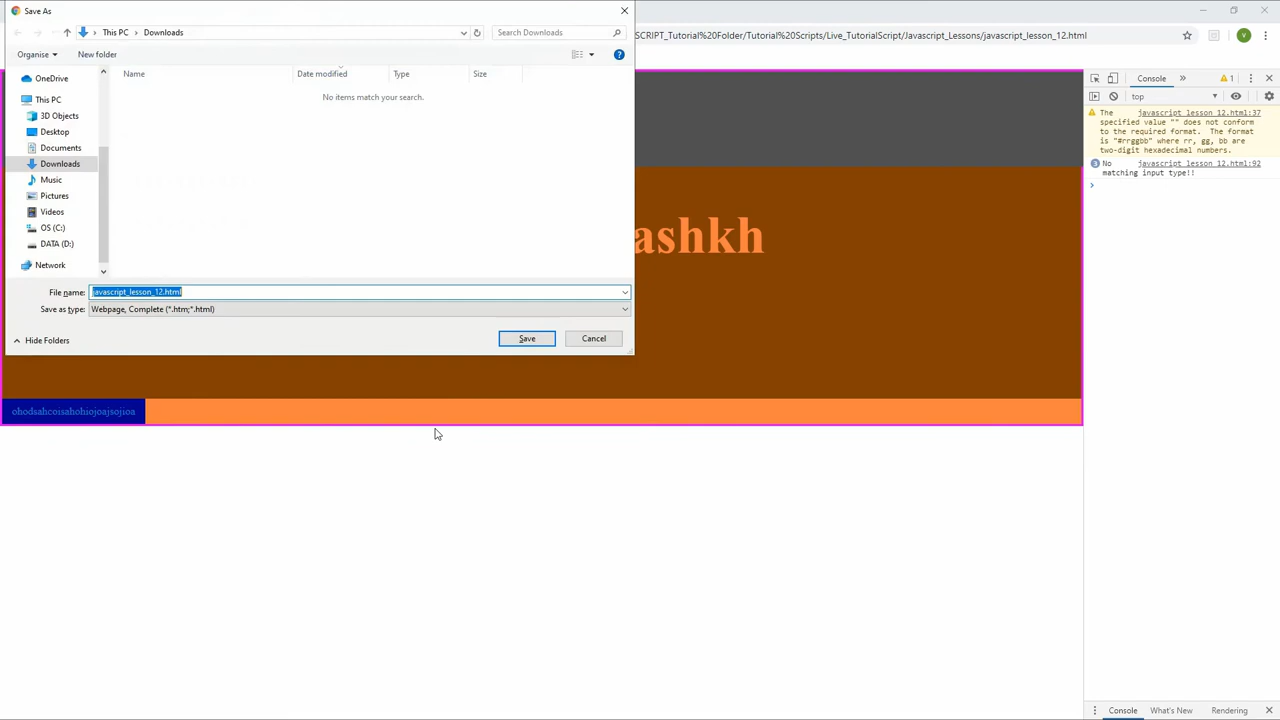 Save As
This PC
Downloads
Search Downloads
SCRIPT_Tutorial%20Folder/Tutorial%20Scripts/Live_TutorialScript/Javascript_Lessons/javascript_lesson_12.html
V
Organise
New folder
?
OneDrive
This PC
3D Objects
Desktop
Documents
Downloads
Music
Pictures
Videos
OS (C:)
DATA (D:)
Network
Name
Date modified
Type
Size
No items match your search.
File name:
javascript_lesson_12.html
Save as type:
Webpage, Complete (*.htm;*.html)
Hide Folders
Save
Cancel
ashkh
ohodsahcoisahohiojoajsojioa
Console
»
1
top
The javascript_lesson_12.html:37
specified value "" does not conform
to the required format. The format
is "#rrggbb" where rr, gg, bb are
two-digit hexadecimal numbers.
3 No javascript_lesson_12.html:92
matching input type!!
Console
What's New
Rendering